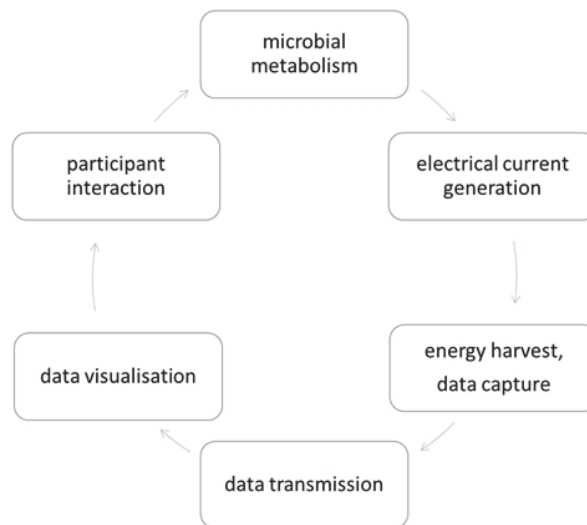 microbial
metabolism
electrical current
generation
energy harvest,
data capture
data transmission
data visualisation
participant
interaction